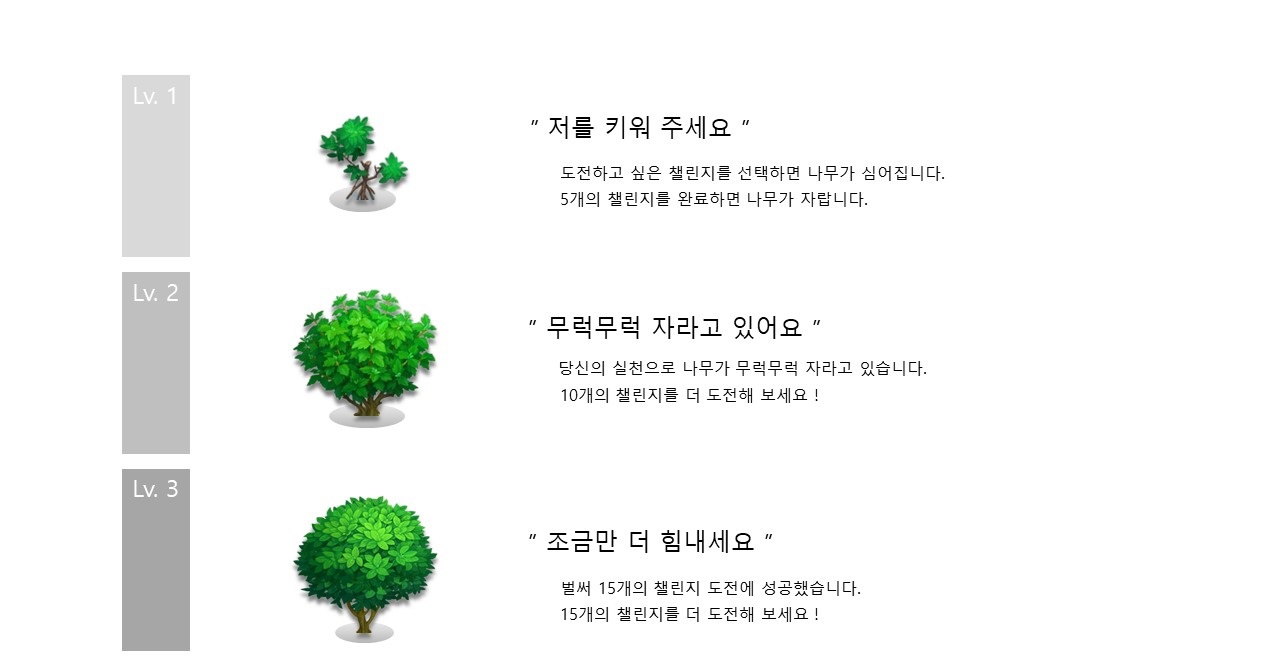 Lv. 1
" 저를 키워 주세요 "
도전하고 싶은 챌린지를 선택하면 나무가 심어집니다.
5개의 챌린지를 완료하면 나무가 자랍니다.
Lv. 2
" 무럭무럭 자라고 있어요 "
당신의 실천으로 나무가 무럭무럭 자라고 있습니다.
10개의 챌린지를 더 도전해 보세요 !
Lv. 3
" 조금만 더 힘내세요 "
벌써 15개의 챌린지 도전에 성공했습니다.
15개의 챌린지를 더 도전해 보세요 !